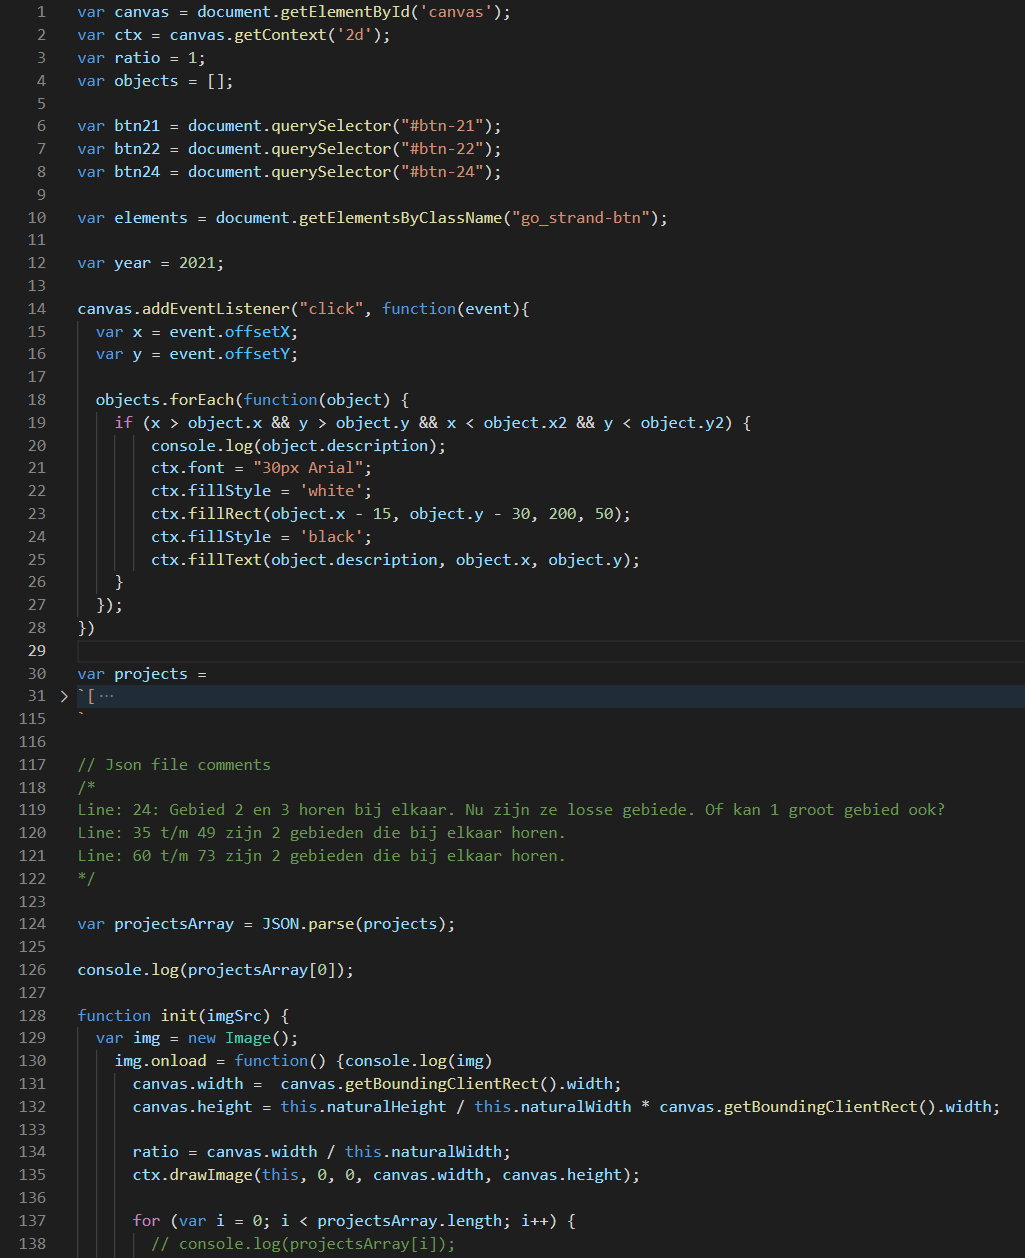 1 var canvas = document.getElementById('canvas');
2 var ctx = canvas.getContext('2d');
3 var ratio = 1;
4 var objects = [];
5
6 var btn21 = document.querySelector("#btn-21");
7 var btn22 = document.querySelector("#btn-22");
8 var btn24 = document.querySelector("#btn-24");
9
10 var elements = document.getElementsByClassName("go_strand-btn");
11
12 var year = 2021;
13
14 canvas.addEventListener("click", function(event){
15 var x = event.offsetX;
16 var y = event.offsetY;
17
18 objects.forEach(function(object) {
19 if (x > object.x && y > object.y && x < object.x2 && y < object.y2) {
20 console.log(object.description);
21 ctx.font = "30px Arial";
22 ctx.fillStyle = 'white';
23 ctx.fillRect(object.x - 15, object.y - 30, 200, 50);
24 ctx.fillStyle = 'black';
25 ctx.fillText(object.description, object.x, object.y);
26 }
27 });
28 })
29
30 var projects =
31 > `[ ···
115 `
116
117 // Json file comments
118 /*
119 Line: 24: Gebied 2 en 3 horen bij elkaar. Nu zijn ze losse gebiede. Of kan 1 groot gebied ook?
120 Line: 35 t/m 49 zijn 2 gebieden die bij elkaar horen.
121 Line: 60 t/m 73 zijn 2 gebieden die bij elkaar horen.
122 */
123
124 var projectsArray = JSON.parse(projects);
125
126 console.log(projectsArray[0]);
127
128 function init(imgSrc) {
129 var img = new Image();
130 img.onload = function() {console.log(img)
131 canvas.width =  canvas.getBoundingClientRect().width;
132 canvas.height = this.naturalHeight / this.naturalWidth * canvas.getBoundingClientRect().width;
133
134 ratio = canvas.width / this.naturalWidth;
135 ctx.drawImage(this, 0, 0, canvas.width, canvas.height);
136
137 for (var i = 0; i < projectsArray.length; i++) {
138 // console.log(projectsArray[i]);